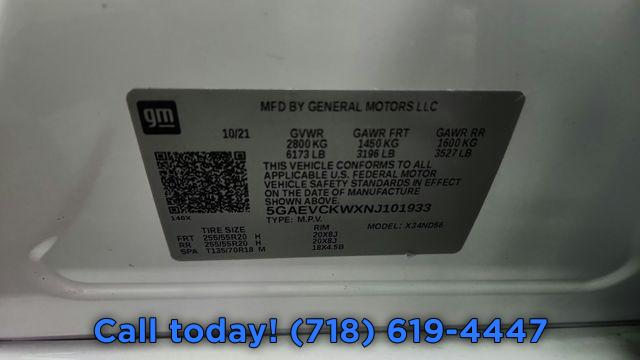 gm
MFD BY GENERAL MOTORS LLC
10/21 GVWR GAWR FRT GAWR RR
2800 KG 1450 KG 1600 KG
6173 LB 3196 LB 3527 LB
THIS VEHICLE CONFORMS TO ALL
APPLICABLE U.S. FEDERAL MOTOR
VEHICLE SAFETY STANDARDS IN EFFECT
ON THE DATE OF MANUFACTURE
SHOWN ABOVE
5GAEVCKWXNJ101933
TYPE: M.P.V. MODEL: X34ND56
140X
TIRE SIZE RIM
FRT 255/55R20 H 20X8J
RR 255/55R20 H 20X8J
SPA T135/70R18 M 18X4.5B
Call today! (718) 619-4447